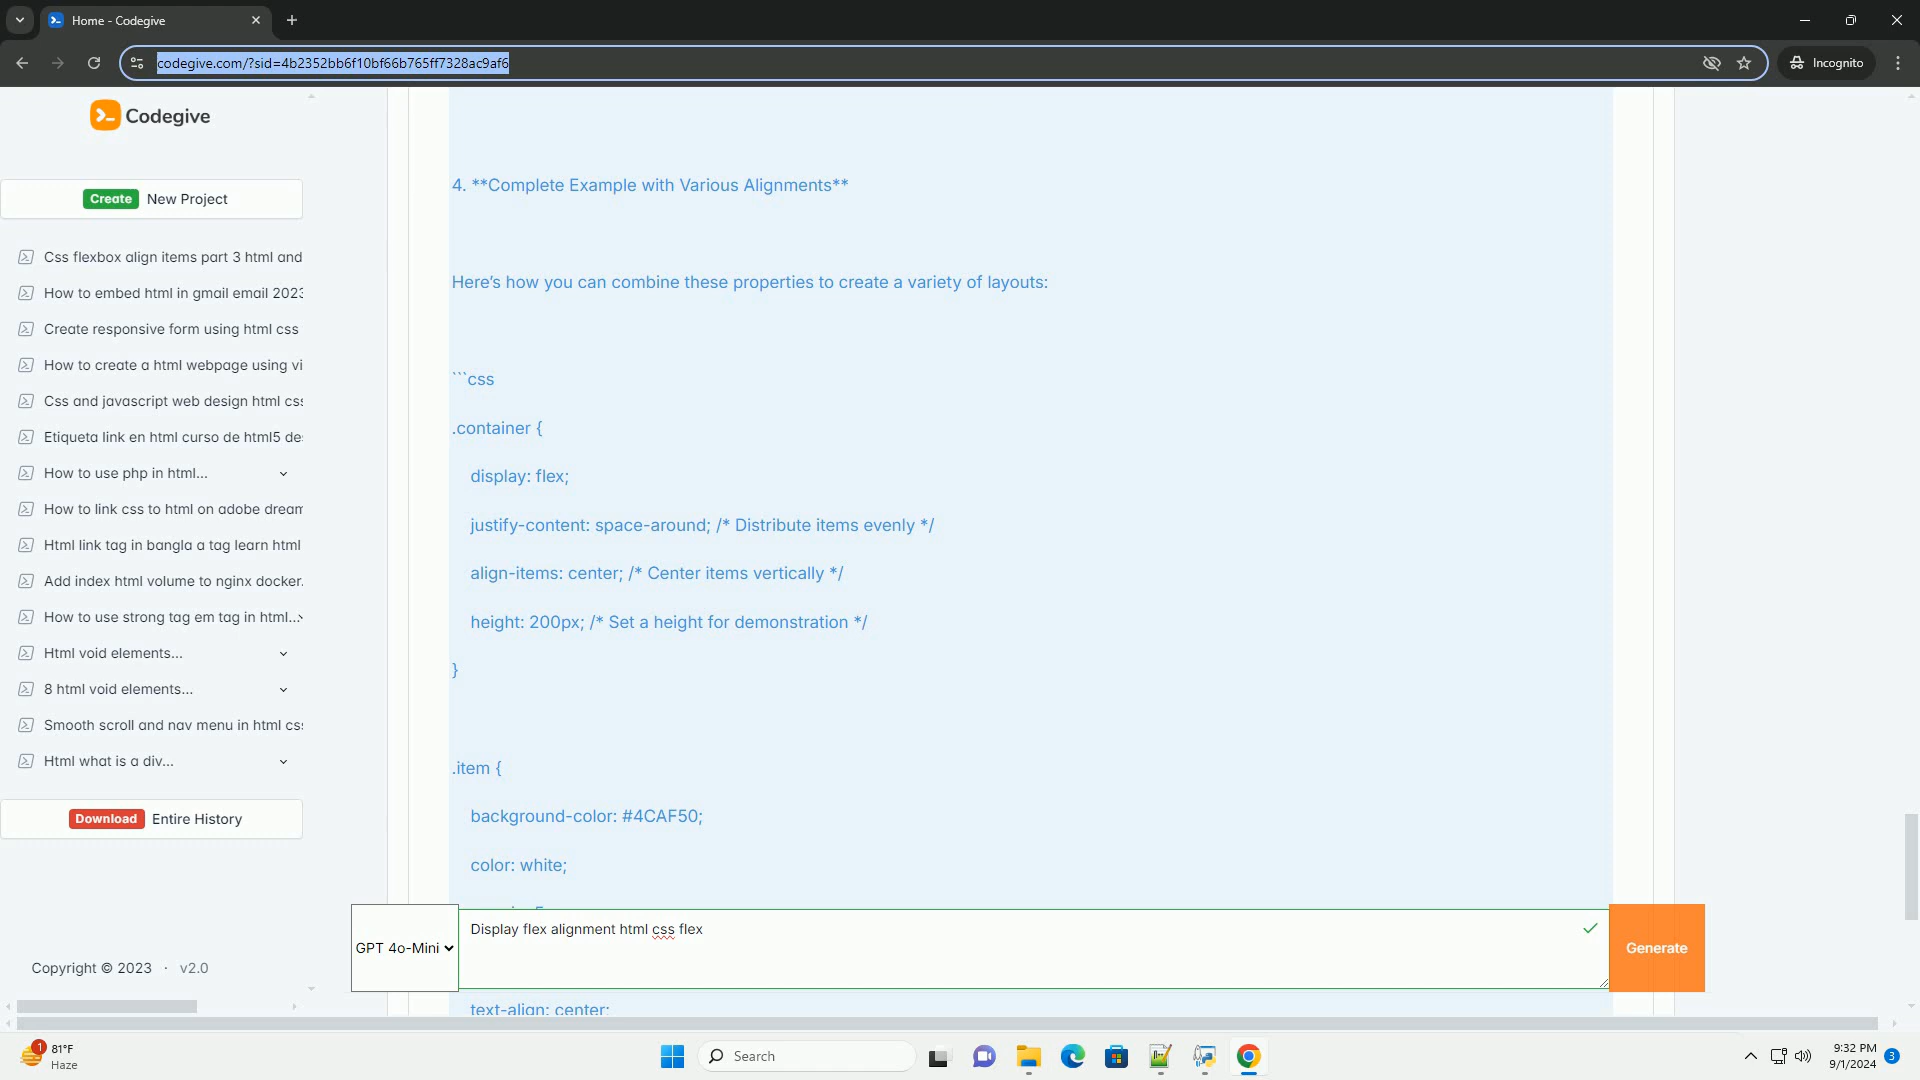 Home - Codegive
codegive.com/?sid=4b2352bb6f10bf66b765ff7328ac9af6
Incognito
Codegive
Create New Project
Css flexbox align items part 3 html and
How to embed html in gmail email 2023
Create responsive form using html css
How to create a html webpage using vi
Css and javascript web design html css
Etiqueta link en html curso de html5 de
How to use php in html...
How to link css to html on adobe dream
Html link tag in bangla a tag learn html
Add index html volume to nginx docker.
How to use strong tag em tag in html...
Html void elements...
8 html void elements...
Smooth scroll and nav menu in html css
Html what is a div...
Download Entire History
Copyright © 2023 · v2.0
4. **Complete Example with Various Alignments**
Here’s how you can combine these properties to create a variety of layouts:
```css
.container {
display: flex;
justify-content: space-around; /* Distribute items evenly */
align-items: center; /* Center items vertically */
height: 200px; /* Set a height for demonstration */
}
.item {
background-color: #4CAF50;
color: white;
GPT 4o-Mini
Display flex alignment html css flex
Generate
text-align: center;
1
81°F
Haze
Search
9:32 PM
9/1/2024
3